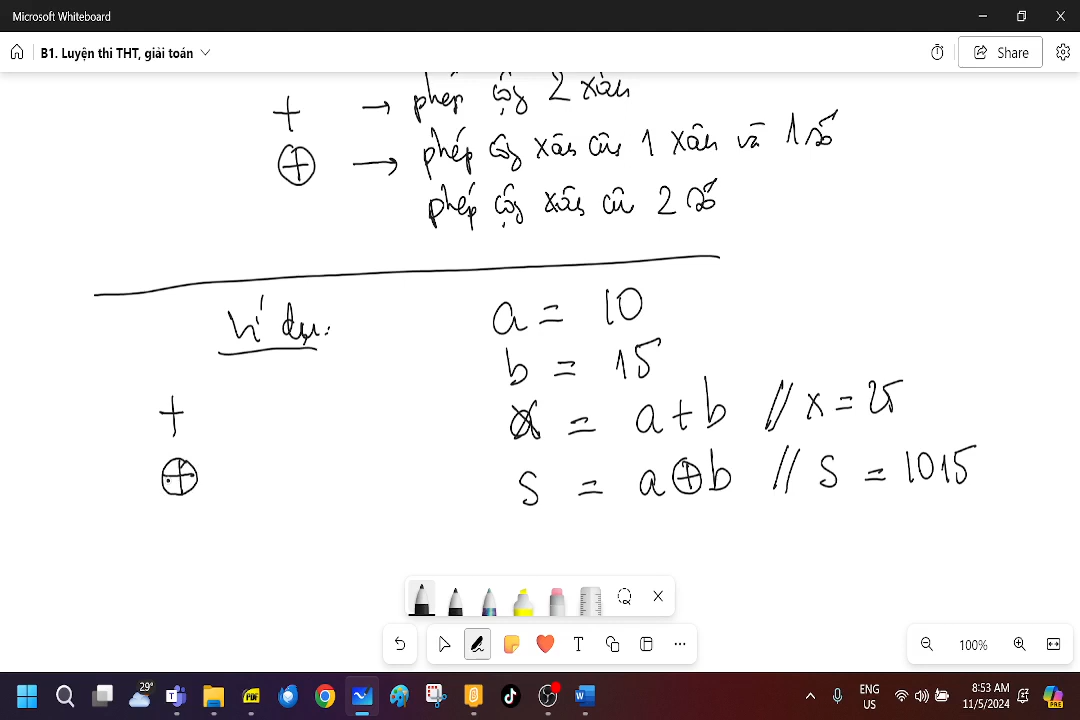 Microsoft Whiteboard
B1. Luyện thi THT, giải toán
Share
+ → phép cộng 2 xâu
⊕ → phép cộng xâu của 1 xâu và 1 số
phép cộng xâu của 2 số
Ví dụ:
a = 10
b = 15
+ x = a + b // x = 25
⊕ s = a ⊕ b // s = 1015
100%
29°
ENG
US
8:53 AM
11/5/2024
PRE